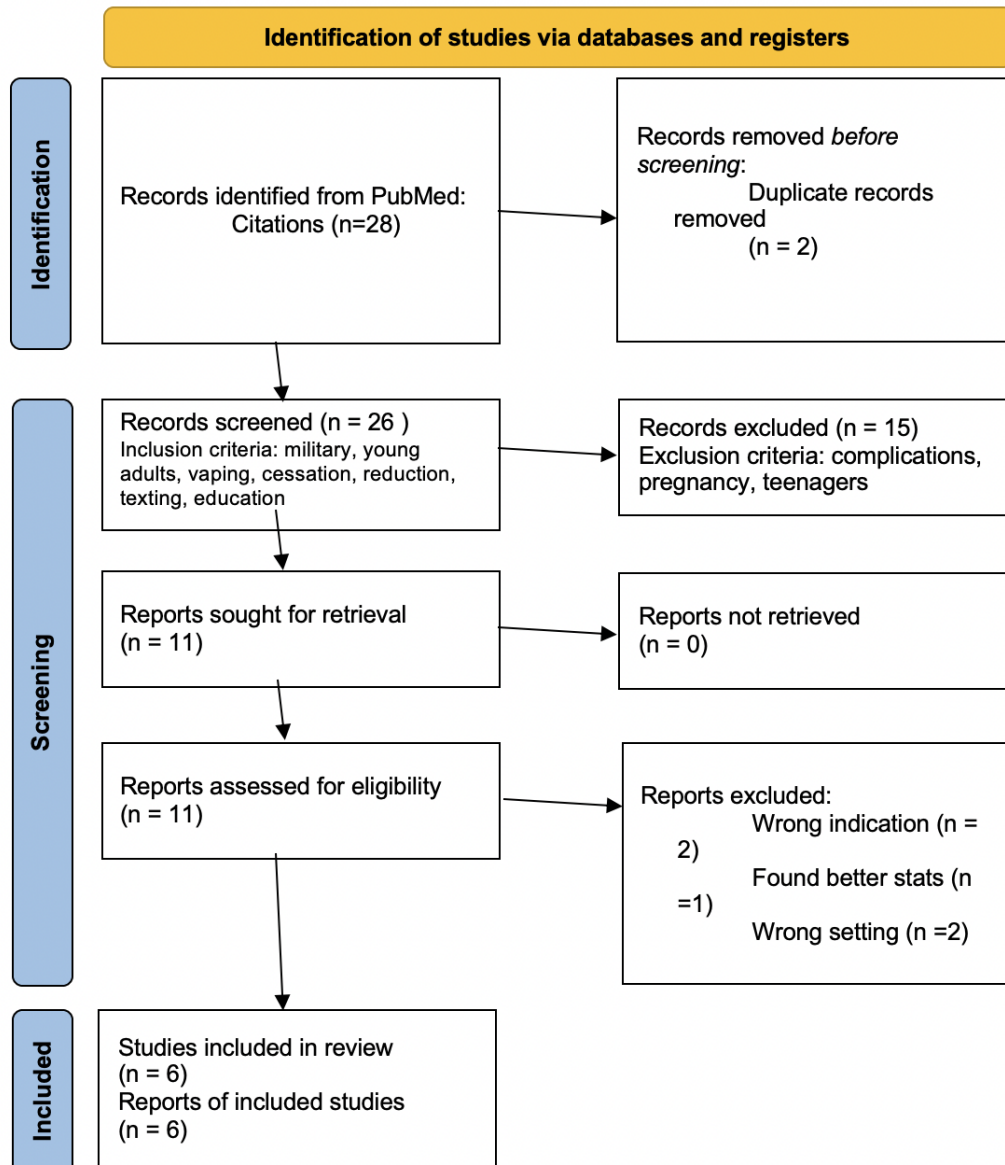 Identification of studies via databases and registers
Identification
Records identified from PubMed:
Citations (n=28)
Records removed before
screening:
Duplicate records
removed
(n = 2)
Screening
Records screened (n = 26 )
Inclusion criteria: military, young
adults, vaping, cessation, reduction,
texting, education
Records excluded (n = 15)
Exclusion criteria: complications,
pregnancy, teenagers
Reports sought for retrieval
(n = 11)
Reports not retrieved
(n = 0)
Reports assessed for eligibility
(n = 11)
Reports excluded:
Wrong indication (n =
2)
Found better stats (n
=1)
Wrong setting (n =2)
Included
Studies included in review
(n = 6)
Reports of included studies
(n = 6)